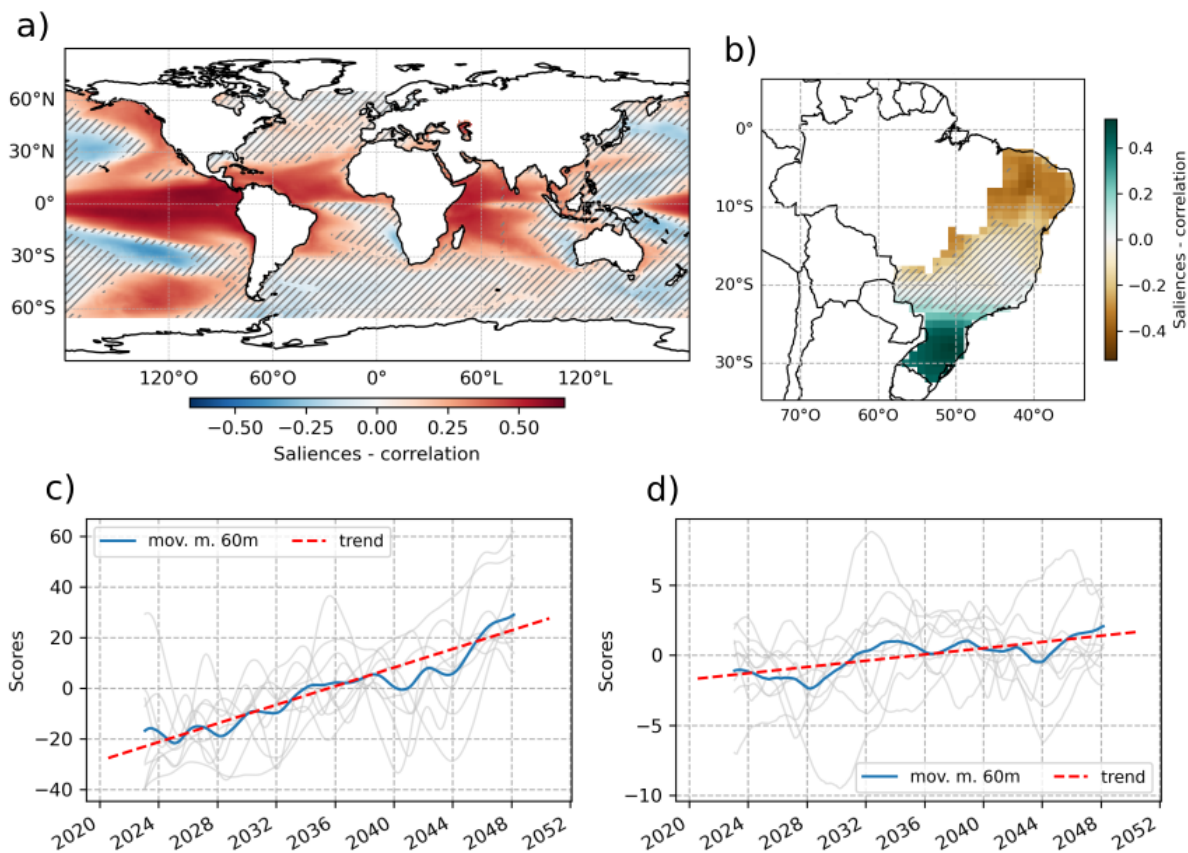 a)
60°N
30°N
0°
30°S
60°S
120°O 60°O 0° 60°L 120°L
−0.50 −0.25 0.00 0.25 0.50
Saliences - correlation
b)
0°
10°S
20°S
30°S
70°O 60°O 50°O 40°O
0.4
0.2
0.0
−0.2
−0.4
Saliences - correlation
c)
mov. m. 60m trend
60
40
20
0
−20
−40
Scores
2020 2024 2028 2032 2036 2040 2044 2048 2052
d)
5
0
−5
−10
Scores
mov. m. 60m trend
2020 2024 2028 2032 2036 2040 2044 2048 2052